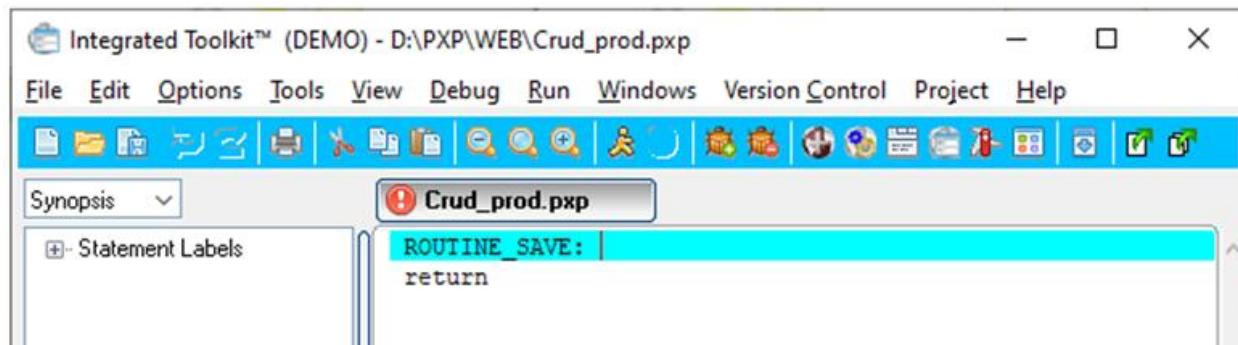 Integrated Toolkit™ (DEMO) - D:\PXP\WEB\Crud_prod.pxp
File Edit Options Tools View Debug Run Windows Version Control Project Help
Synopsis
Crud_prod.pxp
Statement Labels
ROUTINE_SAVE:
return